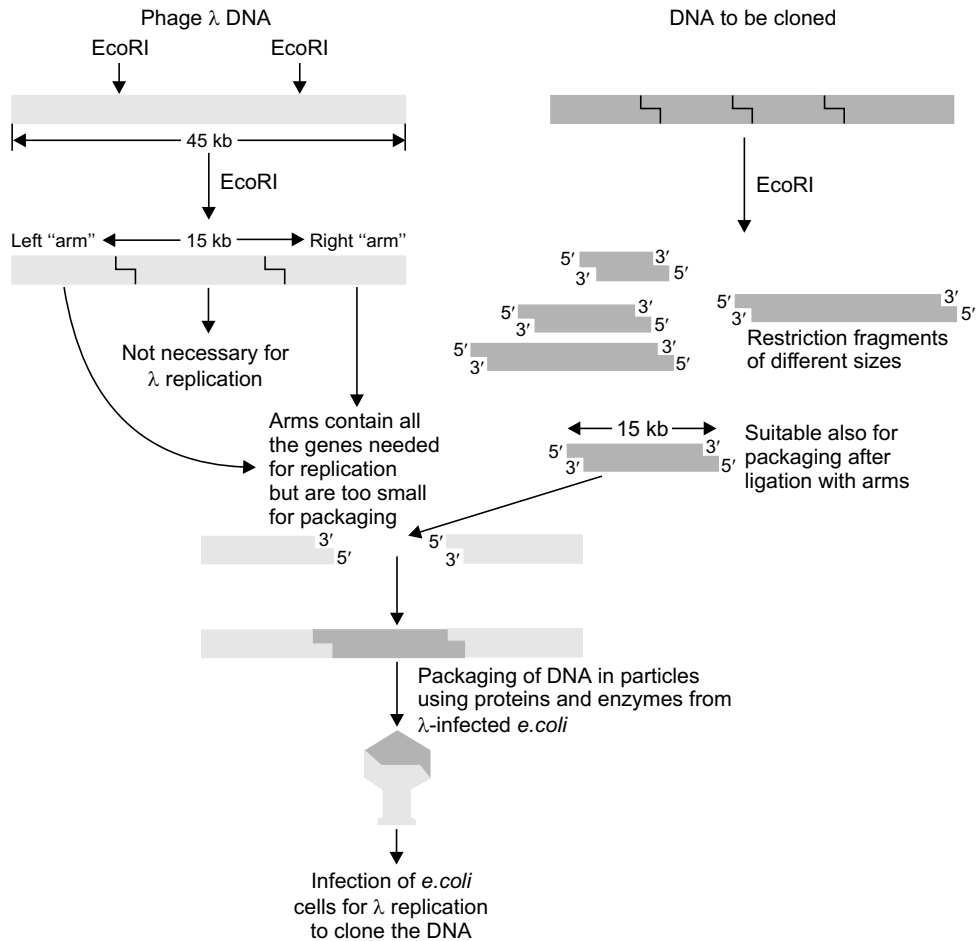 Phage λ DNA
EcoRI
EcoRI
45 kb
EcoRI
Left "arm"
15 kb
Right "arm"
Not necessary for
λ replication
Arms contain all
the genes needed
for replication
but are too small
for packaging
DNA to be cloned
EcoRI
5′ 3′
3′ 5′
5′ 3′
3′ 5′
5′ 3′
3′ 5′
5′ 3′
3′ 5′
Restriction fragments
of different sizes
15 kb
5′ 3′
3′ 5′
Suitable also for
packaging after
ligation with arms
3′ 5′
5′ 3′
Packaging of DNA in particles
using proteins and enzymes from
λ-infected e.coli
Infection of e.coli
cells for λ replication
to clone the DNA